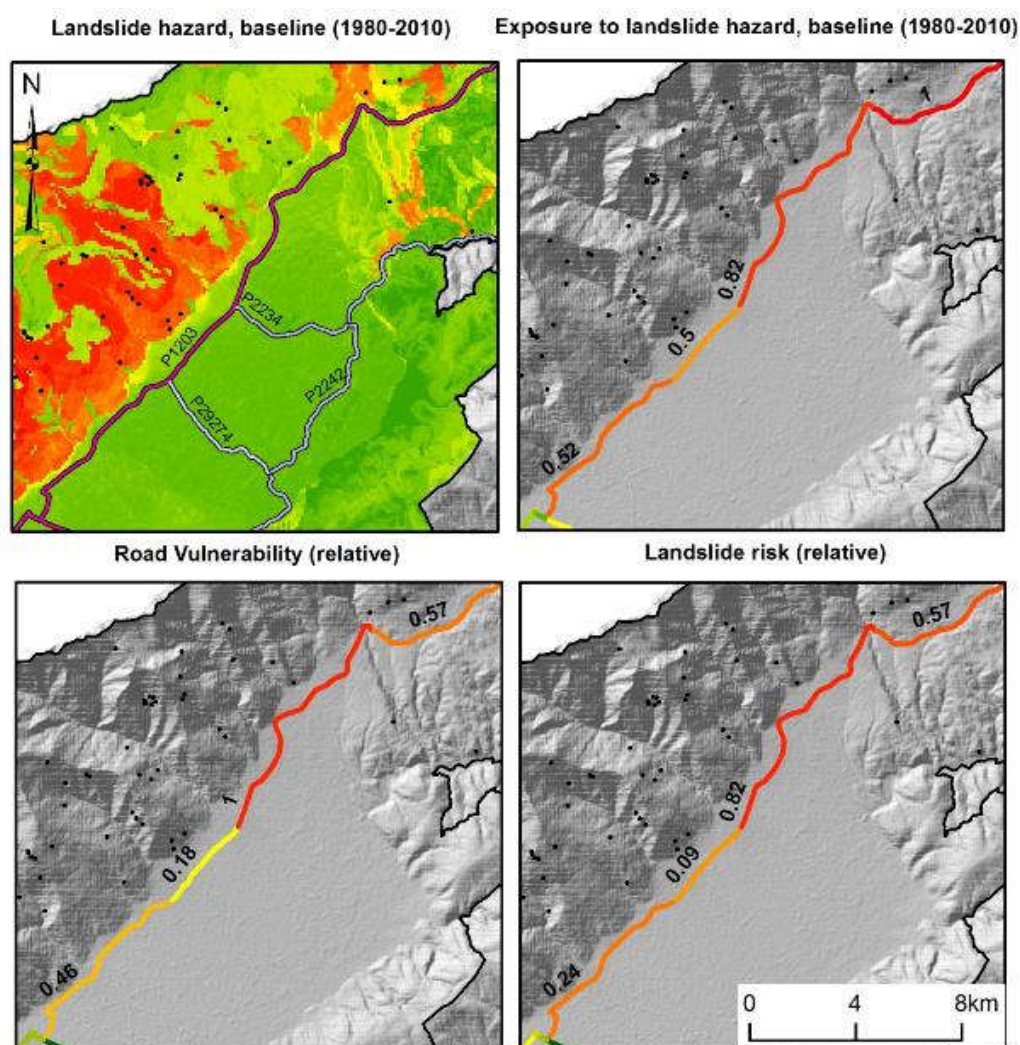 Landslide hazard, baseline (1980-2010)
Exposure to landslide hazard, baseline (1980-2010)
N
P1203
P2234
P2242
P29274
1
0.82
0.5
0.52
Road Vulnerability (relative)
Landslide risk (relative)
0.57
1
0.18
0.46
0.57
0.82
0.09
0.24
0 4 8km